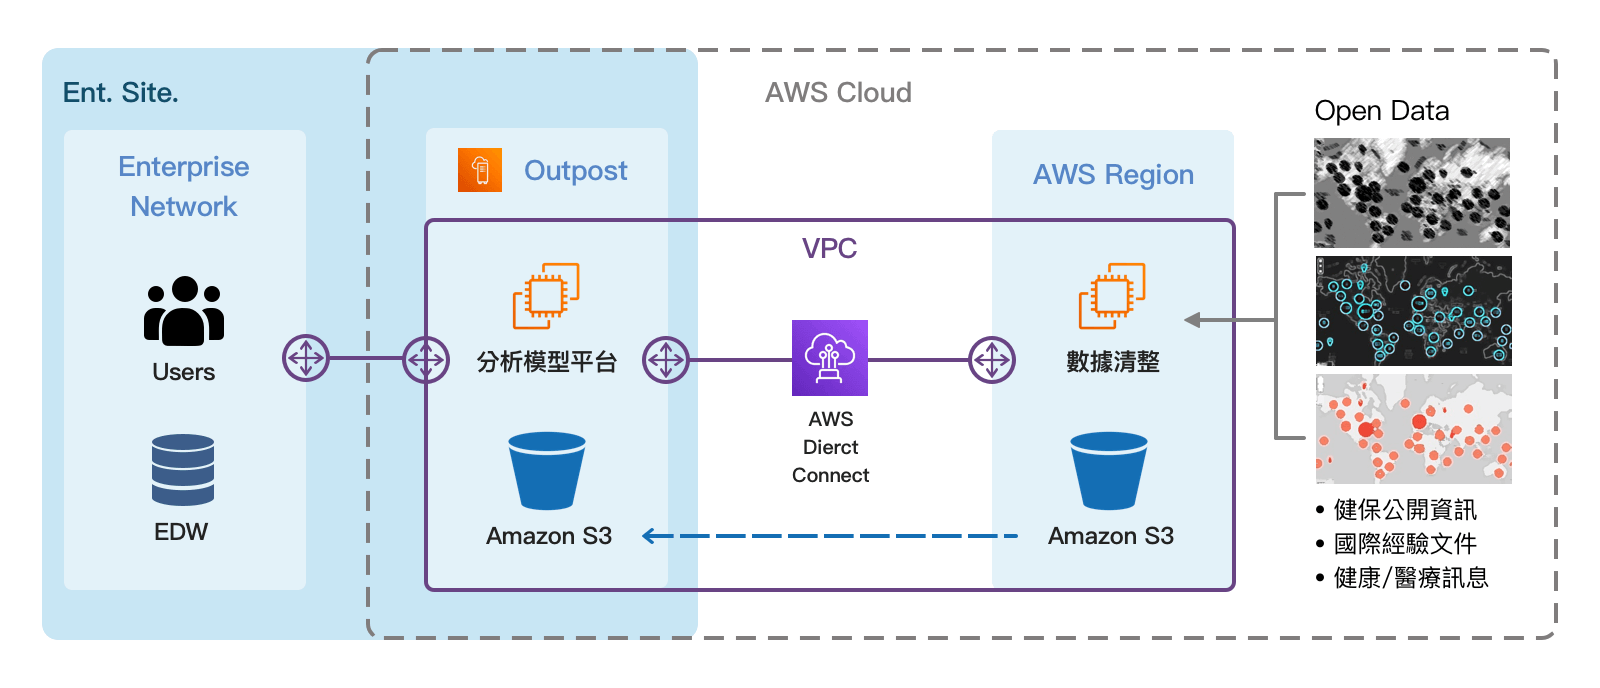 Ent. Site.
AWS Cloud
Open Data
Enterprise
Network
Outpost
AWS Region
VPC
Users
分析模型平台
數據清整
AWS
Dierct
Connect
EDW
Amazon S3
Amazon S3
• 健保公開資訊
• 國際經驗文件
• 健康/醫療訊息